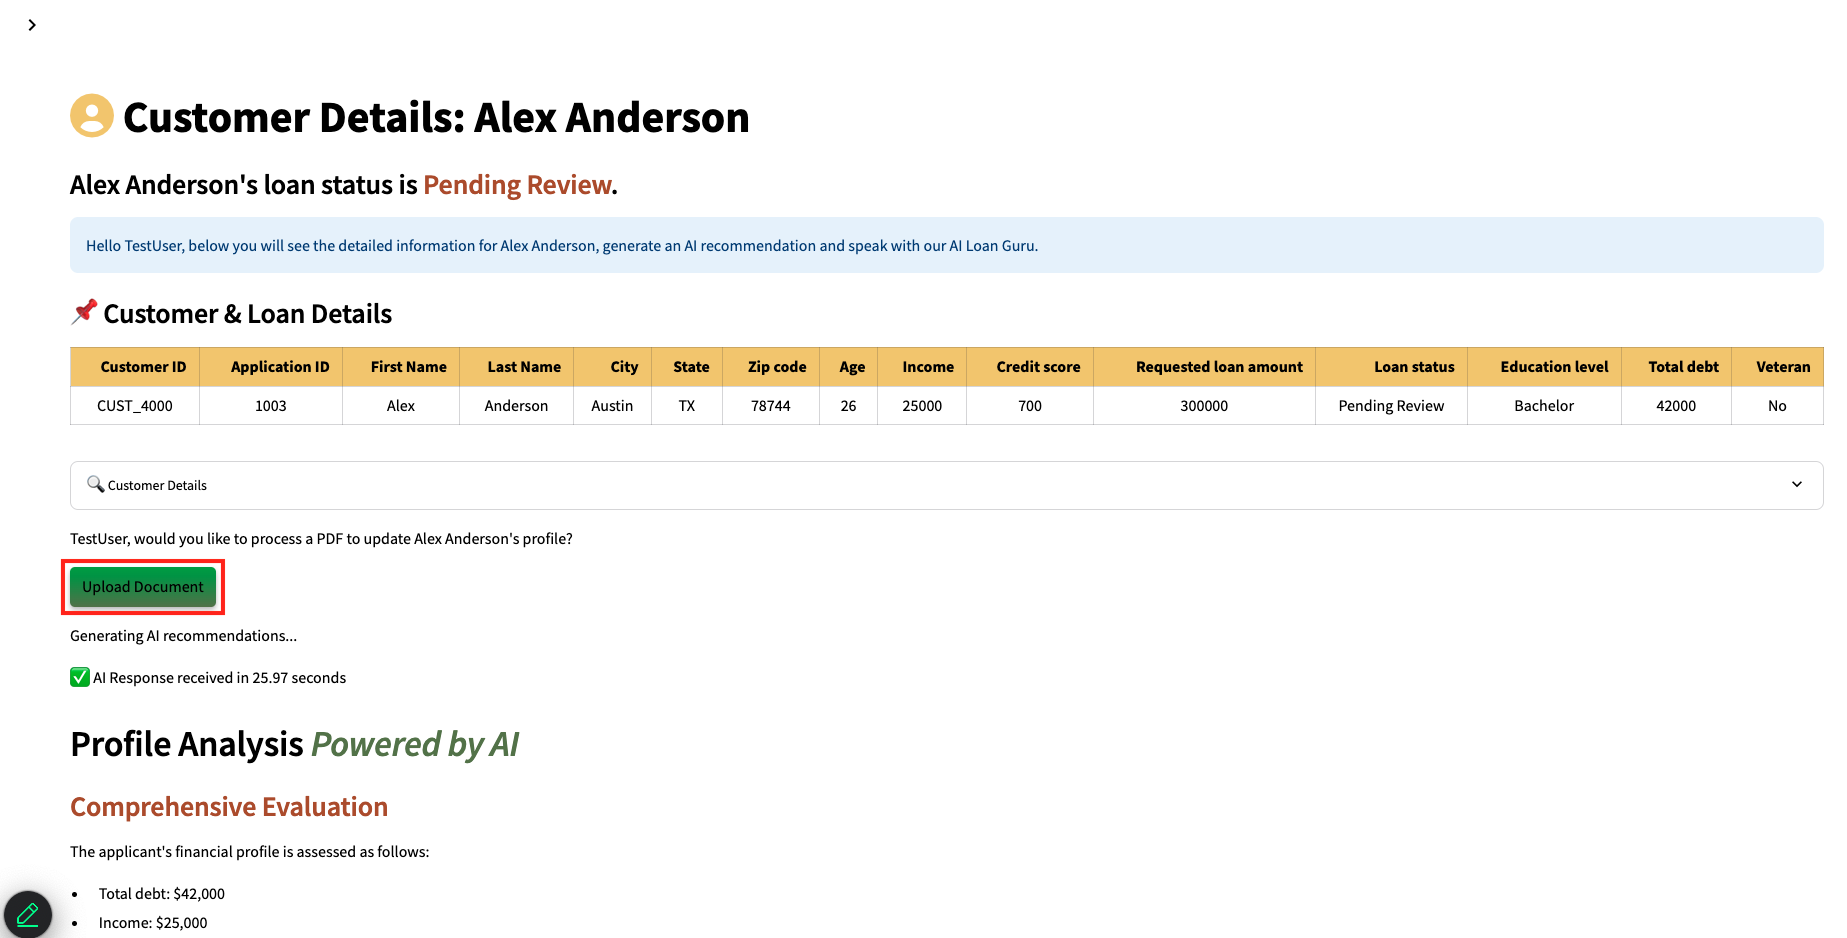 Customer Details: Alex Anderson
Alex Anderson's loan status is Pending Review.
Hello TestUser, below you will see the detailed information for Alex Anderson, generate an AI recommendation and speak with our AI Loan Guru.
Customer & Loan Details
Customer ID Application ID First Name Last Name City State Zip code Age Income Credit score Requested loan amount Loan status Education level Total debt Veteran
CUST_4000 1003 Alex Anderson Austin TX 78744 26 25000 700 300000 Pending Review Bachelor 42000 No
Customer Details
TestUser, would you like to process a PDF to update Alex Anderson's profile?
Upload Document
Generating AI recommendations...
AI Response received in 25.97 seconds
Profile Analysis Powered by AI
Comprehensive Evaluation
The applicant's financial profile is assessed as follows:
• Total debt: $42,000
• Income: $25,000